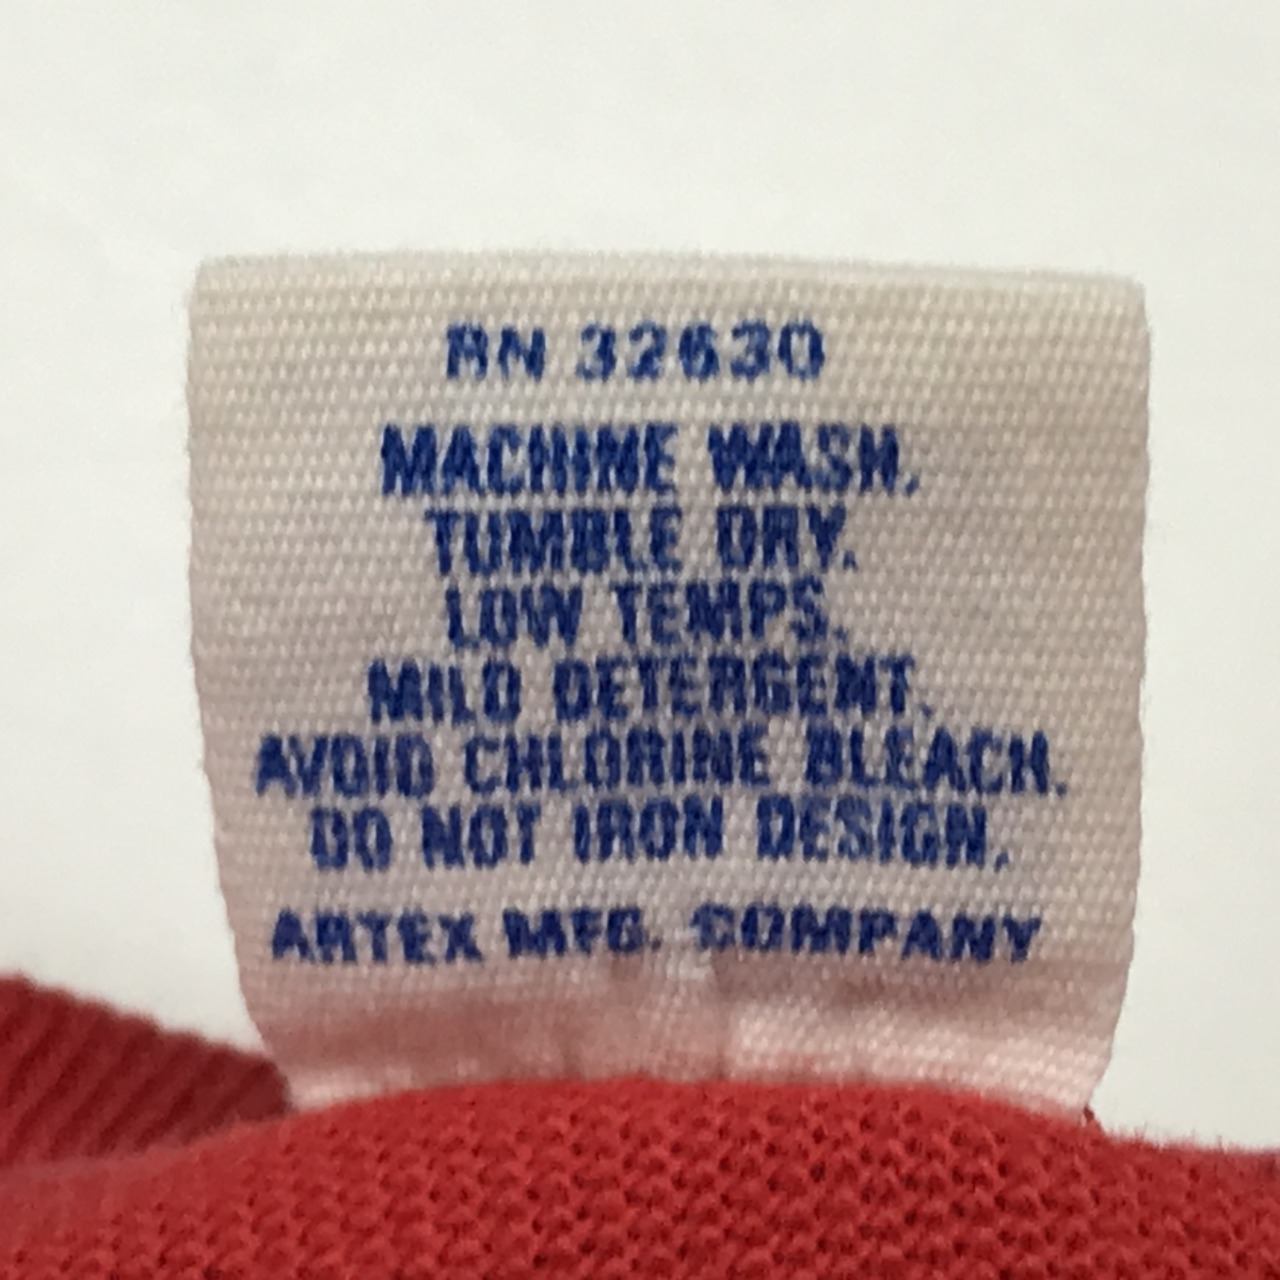 RN 32630
MACHINE WASH.
TUMBLE DRY.
LOW TEMPS.
MILD DETERGENT.
AVOID CHLORINE BLEACH.
DO NOT IRON DESIGN.
ARTEX MFG. COMPANY